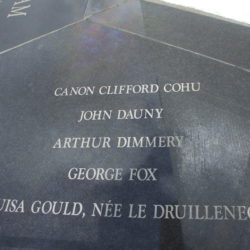 CANON CLIFFORD COHU
JOHN DAUNY
ARTHUR DIMMERY
GEORGE FOX
UISA GOULD, NÉE LE DRUILLENEC